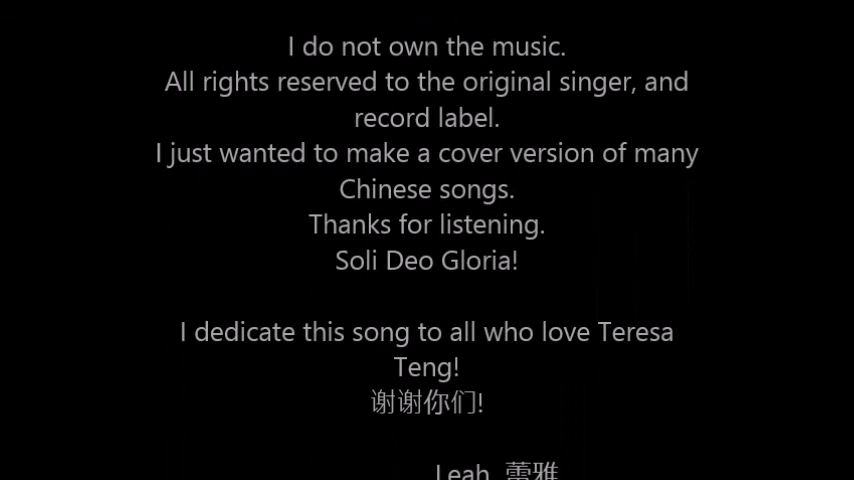 I do not own the music.
All rights reserved to the original singer, and
record label.
I just wanted to make a cover version of many
Chinese songs.
Thanks for listening.
Soli Deo Gloria!
I dedicate this song to all who love Teresa
Teng!
谢谢你们!
Leah 蕾雅